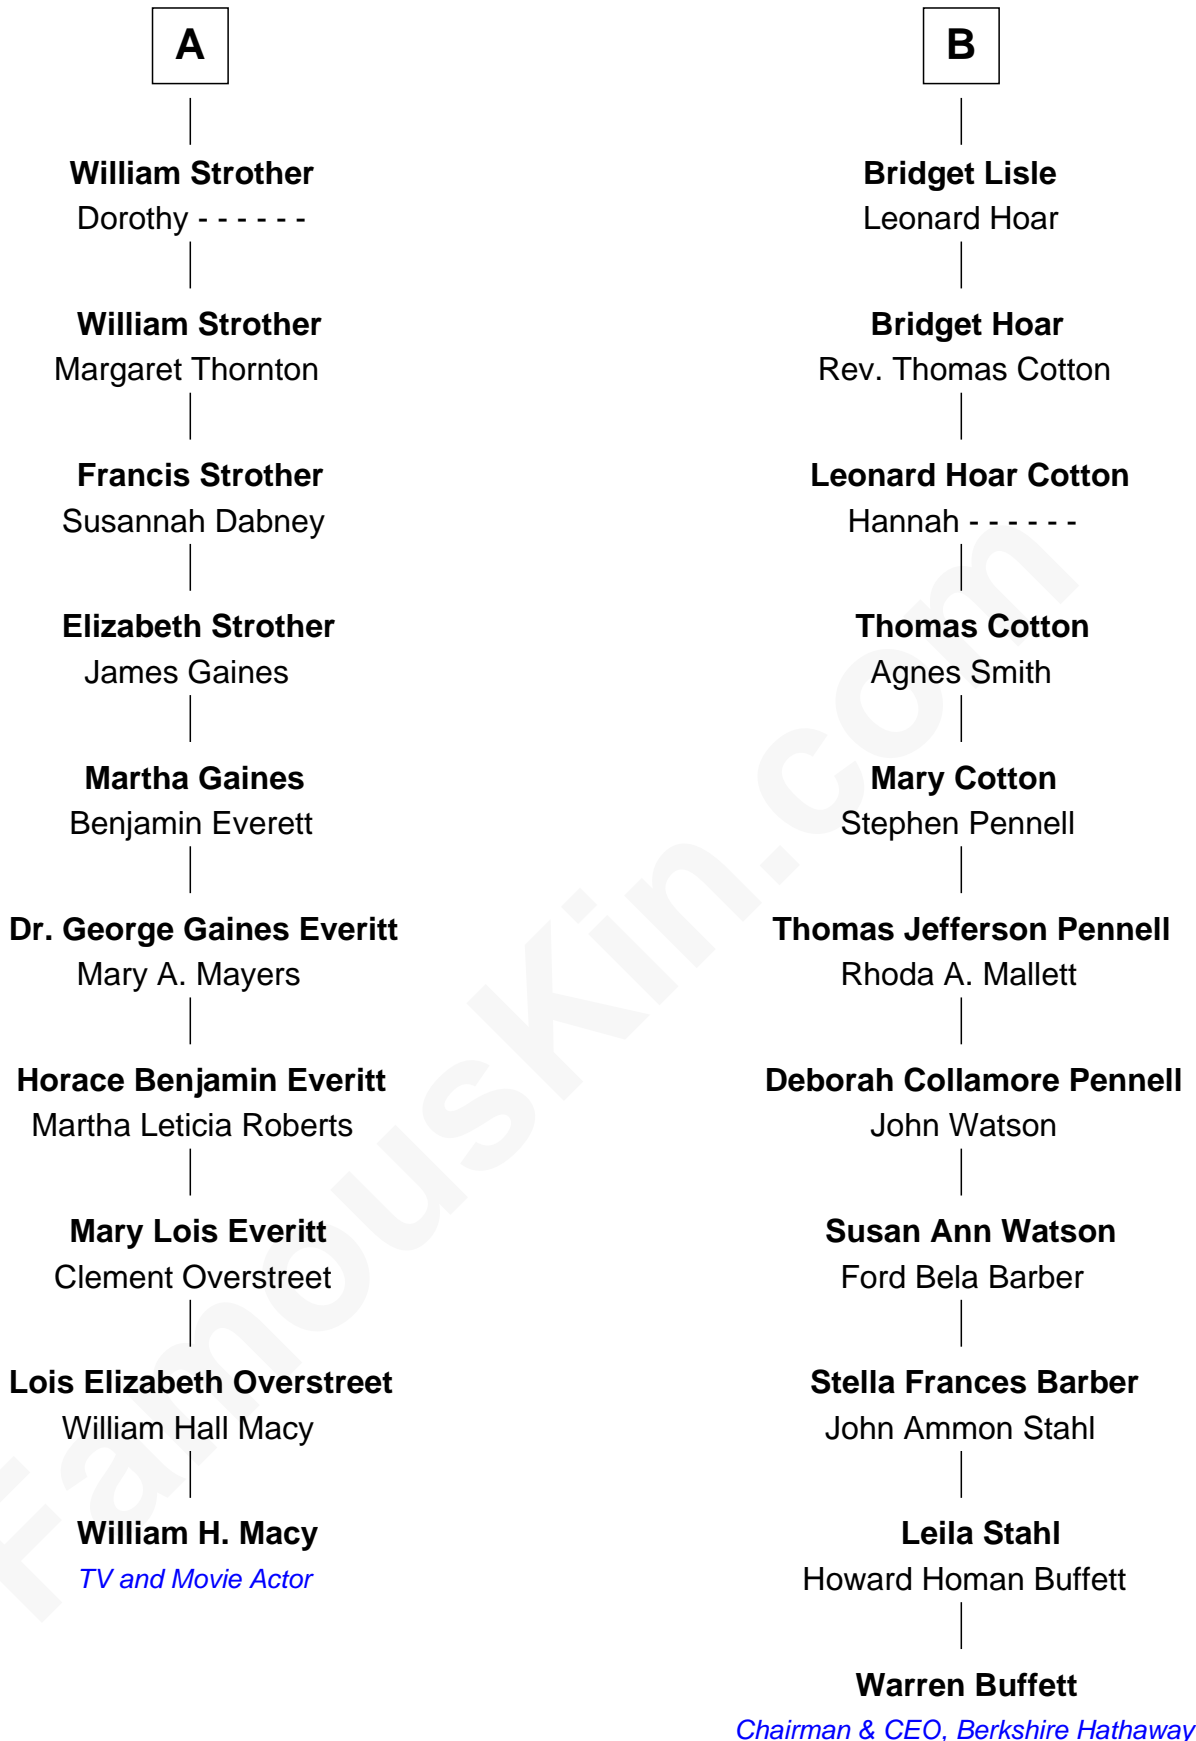 A
William Strother
Dorothy - - - - - -
William Strother
Margaret Thornton
Francis Strother
Susannah Dabney
Elizabeth Strother
James Gaines
Martha Gaines
Benjamin Everett
Dr. George Gaines Everitt
Mary A. Mayers
Horace Benjamin Everitt
Martha Leticia Roberts
Mary Lois Everitt
Clement Overstreet
Lois Elizabeth Overstreet
William Hall Macy
William H. Macy
TV and Movie Actor
B
Bridget Lisle
Leonard Hoar
Bridget Hoar
Rev. Thomas Cotton
Leonard Hoar Cotton
Hannah - - - - - -
Thomas Cotton
Agnes Smith
Mary Cotton
Stephen Pennell
Thomas Jefferson Pennell
Rhoda A. Mallett
Deborah Collamore Pennell
John Watson
Susan Ann Watson
Ford Bela Barber
Stella Frances Barber
John Ammon Stahl
Leila Stahl
Howard Homan Buffett
Warren Buffett
Chairman & CEO, Berkshire Hathaway
FamousKin.com